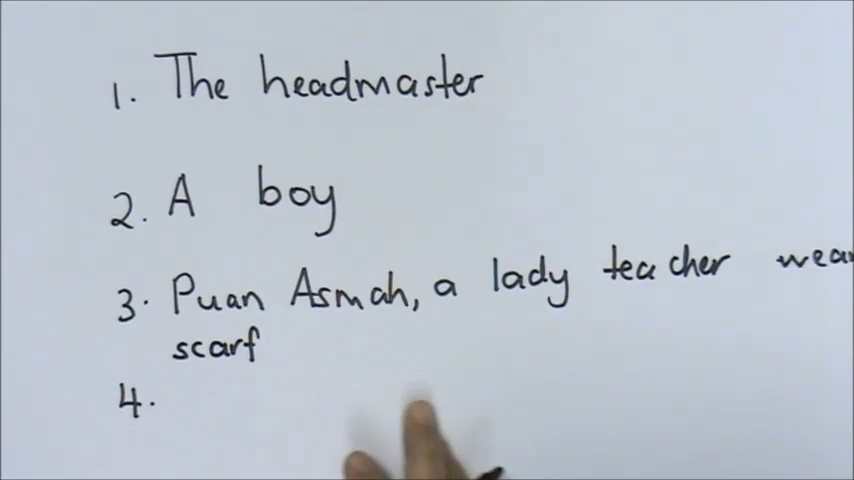 1. The headmaster
2. A boy
3. Puan Asmah, a lady teacher
scarf
4.